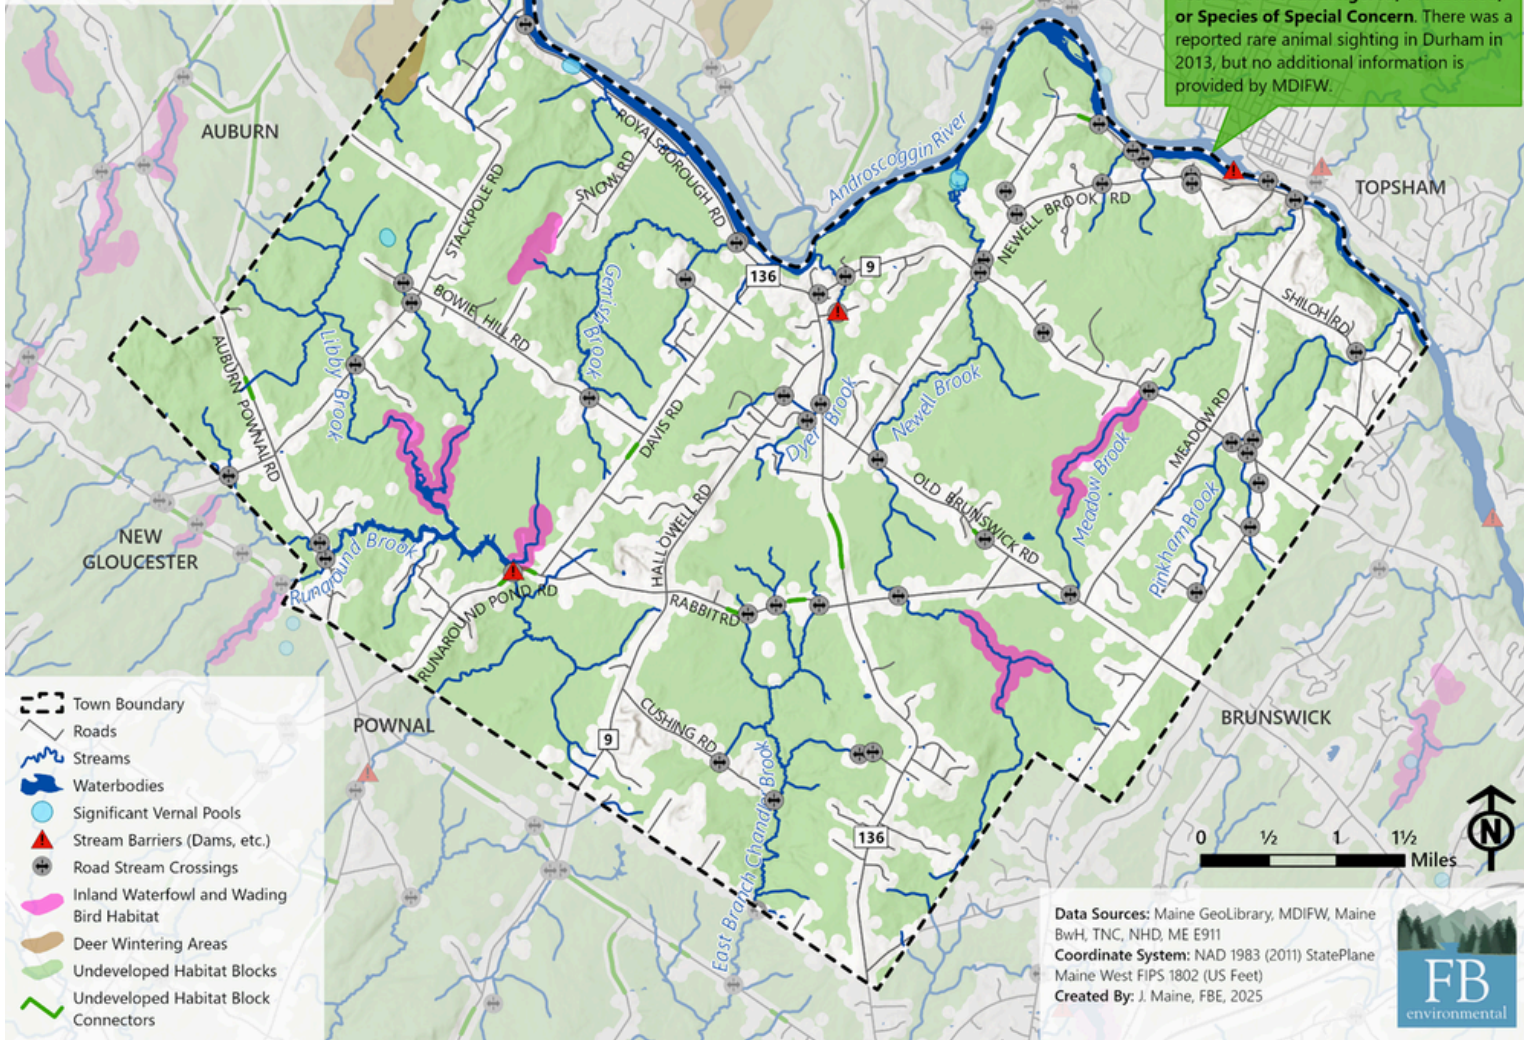 or Species of Special Concern. There was a
reported rare animal sighting in Durham in
2013, but no additional information is
provided by MDIFW.
AUBURN
ROYALSBOROUGH RD
SNOW RD
STACKPOLE RD
Androscoggin River
TOPSHAM
NEWELL BROOK RD
136
9
SHILOH RD
BOWIE HILL RD
Gerrish Brook
Libby Brook
AUBURN POWNAL RD
DAVIS RD
Dyer Brook
Newell Brook
MEADOW RD
Meadow Brook
OLD BRUNSWICK RD
Pinkham Brook
HALLOWELL RD
NEW
GLOUCESTER
Runaround Brook
RUNAROUND POND RD
RABBIT RD
POWNAL
CUSHING RD
9
BRUNSWICK
East Branch Chandler Brook
136
Town Boundary
Roads
Streams
Waterbodies
Significant Vernal Pools
Stream Barriers (Dams, etc.)
Road Stream Crossings
Inland Waterfowl and Wading
Bird Habitat
Deer Wintering Areas
Undeveloped Habitat Blocks
Undeveloped Habitat Block
Connectors
0 ½ 1 1½
Miles
N
Data Sources: Maine GeoLibrary, MDIFW, Maine
BwH, TNC, NHD, ME E911
Coordinate System: NAD 1983 (2011) StatePlane
Maine West FIPS 1802 (US Feet)
Created By: J. Maine, FBE, 2025
FB
environmental